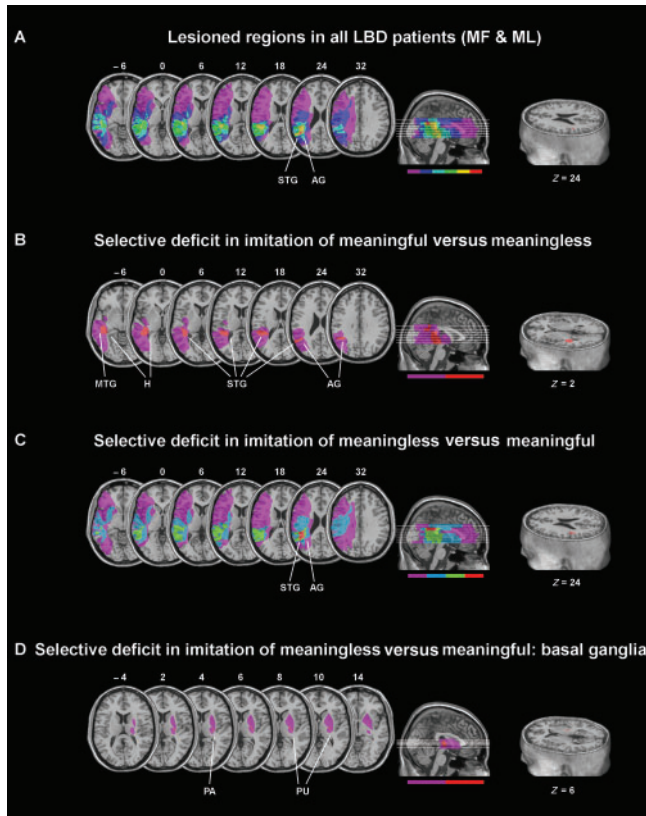 A Lesioned regions in all LBD patients (MF & ML)
– 6 0 6 12 18 24 32
STG AG
Z = 24
B Selective deficit in imitation of meaningful versus meaningless
– 6 0 6 12 18 24 32
MTG H STG AG
Z = 2
C Selective deficit in imitation of meaningless versus meaningful
– 6 0 6 12 18 24 32
STG AG
Z = 24
D Selective deficit in imitation of meaningless versus meaningful: basal ganglia
– 4 2 4 6 8 10 14
PA PU
Z = 6